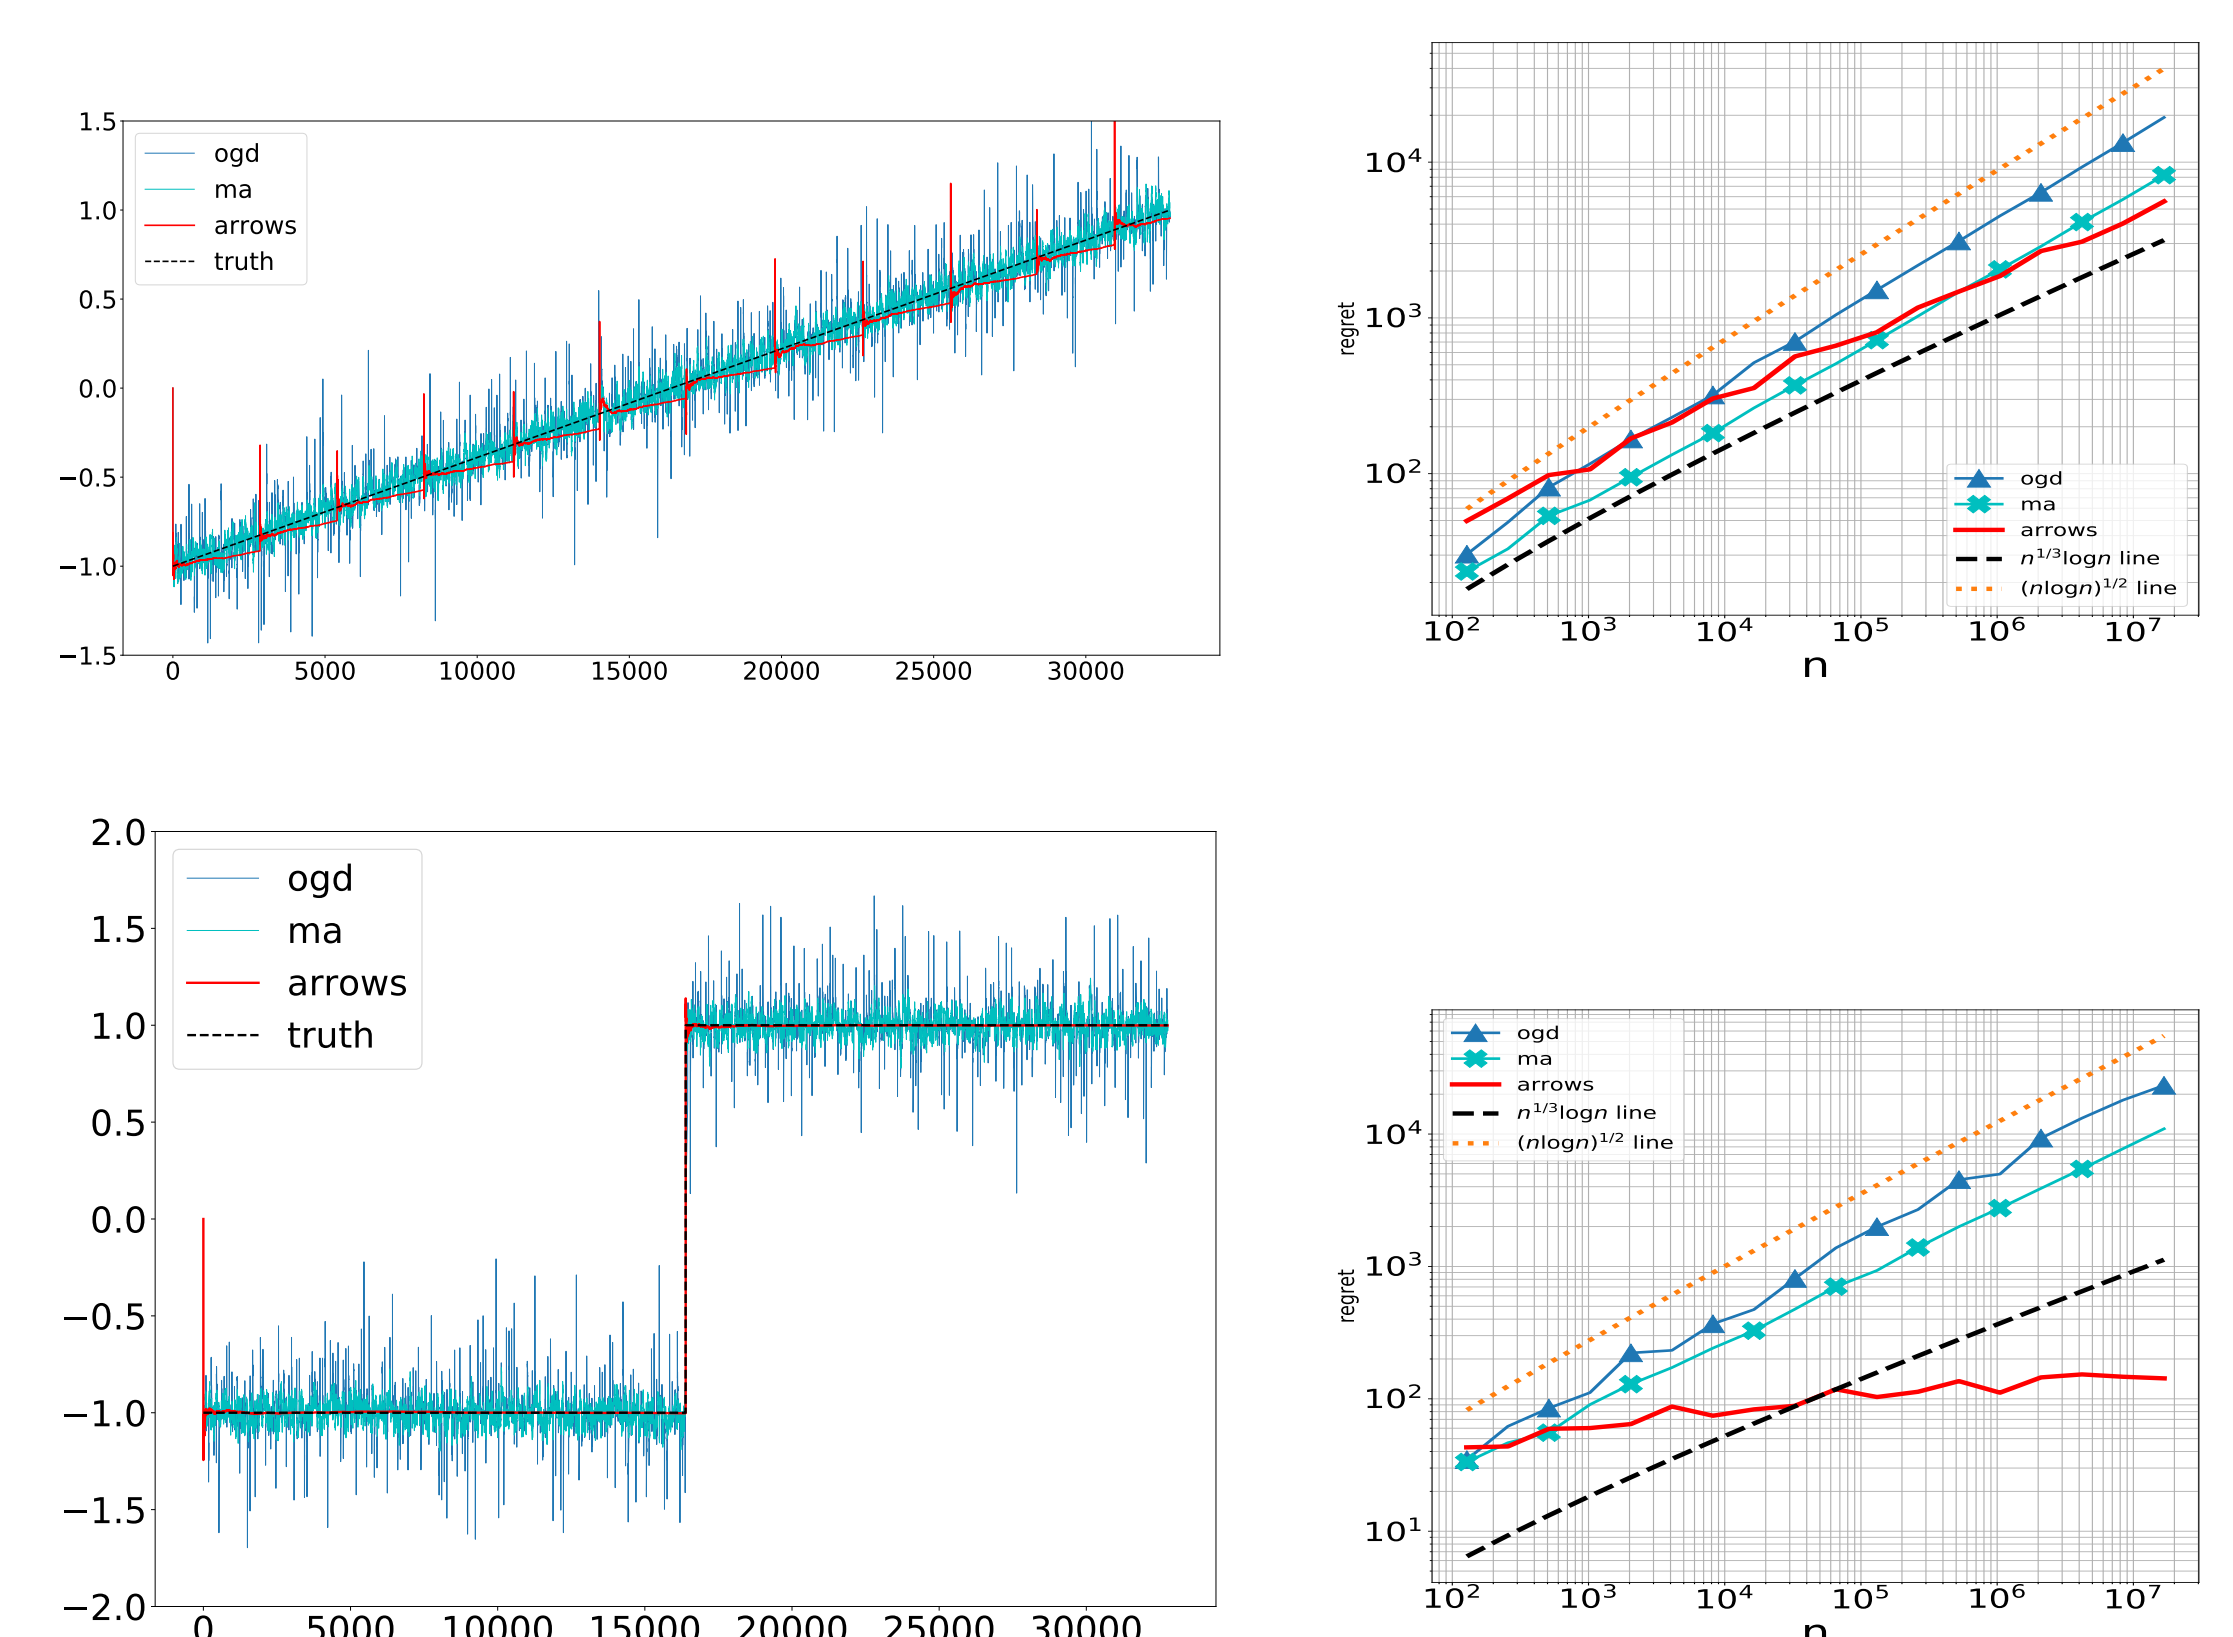 1.5
1.0
0.5
0.0
−0.5
−1.0
−1.5
ogd
ma
arrows
truth
0 5000 10000 15000 20000 25000 30000
10⁴
10³
10²
regret
ogd
ma
arrows
n^1/3 logn line
(nlogn)^1/2 line
10² 10³ 10⁴ 10⁵ 10⁶ 10⁷
n
2.0
1.5
1.0
0.5
0.0
−0.5
−1.0
−1.5
−2.0
ogd
ma
arrows
truth
0 5000 10000 15000 20000 25000 30000
ogd
ma
arrows
n^1/3 logn line
(nlogn)^1/2 line
10⁴
10³
10²
10¹
regret
10² 10³ 10⁴ 10⁵ 10⁶ 10⁷
n